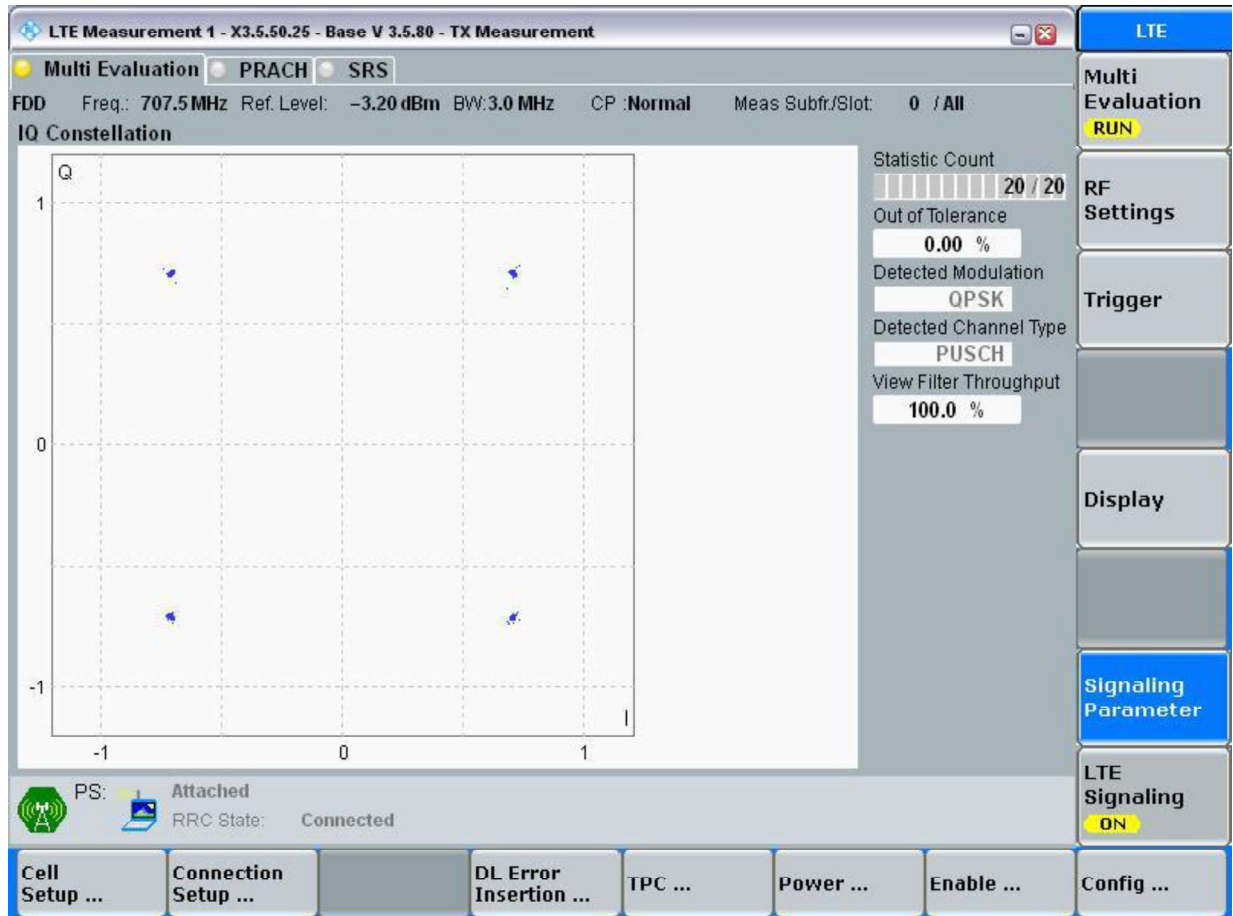 LTE Measurement 1 - X3.5.50.25 - Base V 3.5.80 - TX Measurement
LTE
Multi Evaluation PRACH SRS
FDD Freq.: 707.5 MHz Ref. Level: -3.20 dBm BW: 3.0 MHz CP : Normal Meas Subfr./Slot: 0 / All
IQ Constellation
Q
1
0
-1
I
-1 0 1
Statistic Count
20 / 20
Out of Tolerance
0.00 %
Detected Modulation
QPSK
Detected Channel Type
PUSCH
View Filter Throughput
100.0 %
Multi
Evaluation
RUN
RF
Settings
Trigger
Display
Signaling
Parameter
LTE
Signaling
ON
PS: Attached
RRC State: Connected
Cell
Setup ...
Connection
Setup ...
DL Error
Insertion ...
TPC ...
Power ...
Enable ...
Config ...